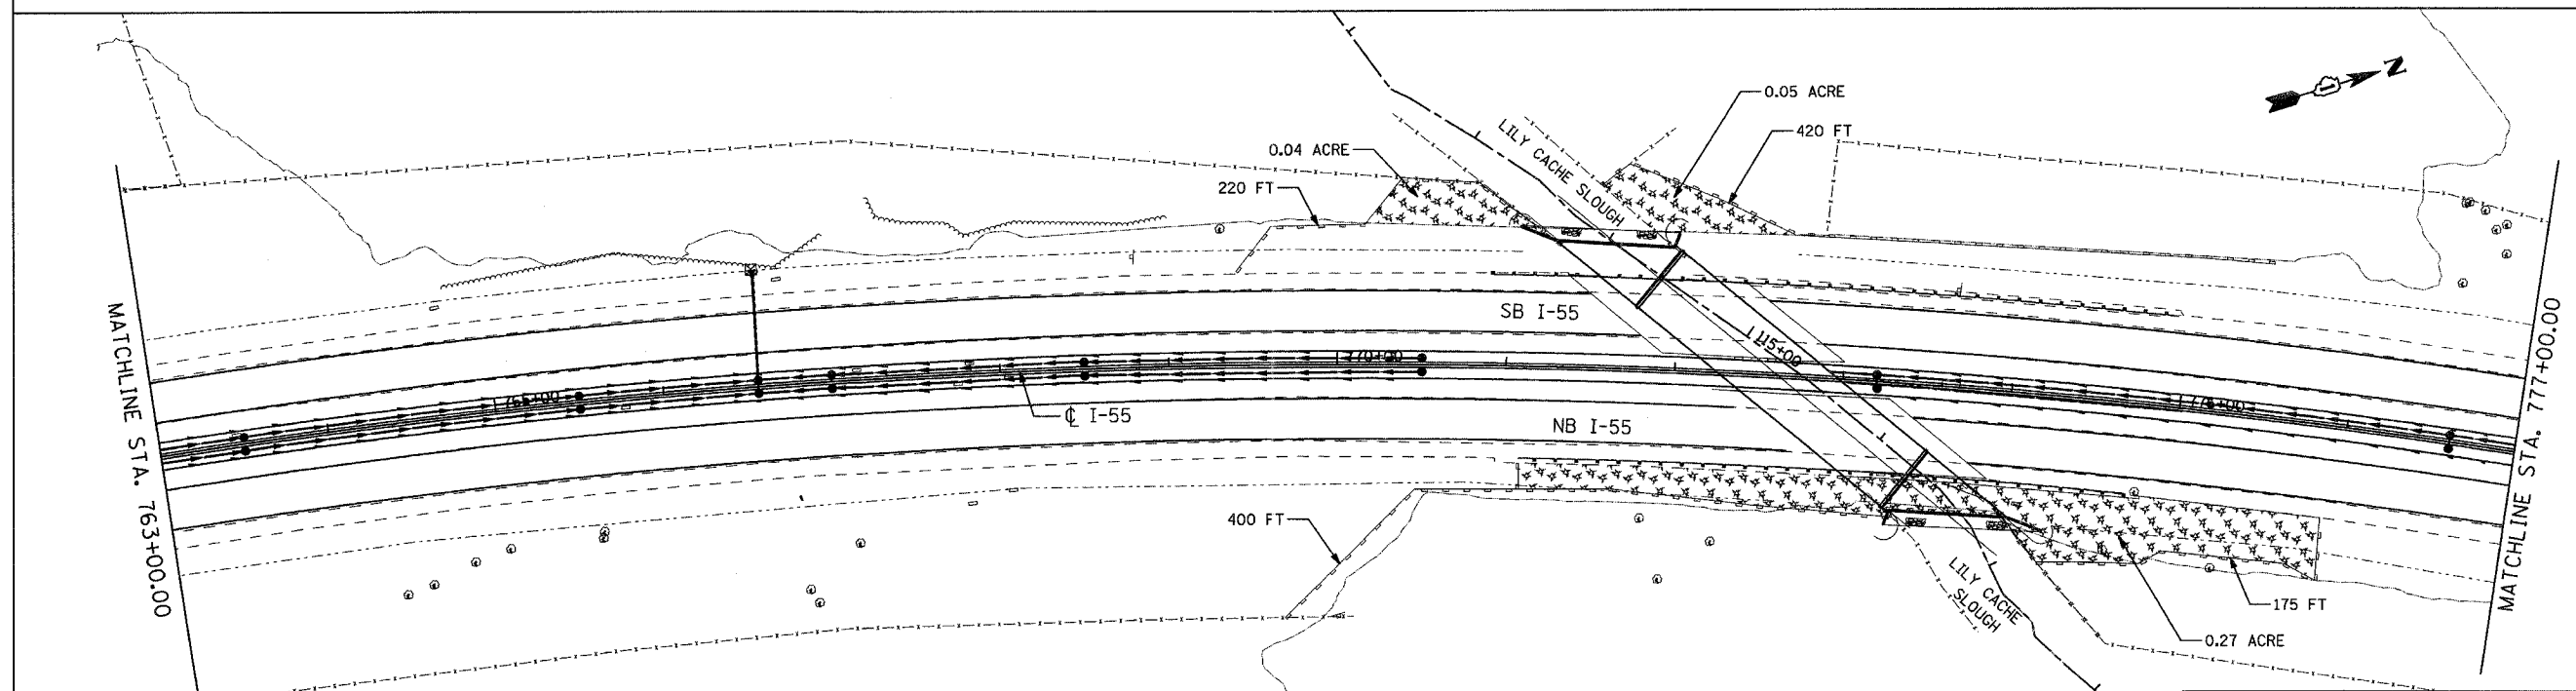 N
0.05 ACRE
420 FT
LILY CACHE SLOUGH
0.04 ACRE
220 FT
SB I-55
MATCHLINE STA. 763+00.00
765+00
770+00
1115+00
775+00
℄ I-55
NB I-55
MATCHLINE STA. 777+00.00
400 FT
LILY CACHE
SLOUGH
175 FT
0.27 ACRE